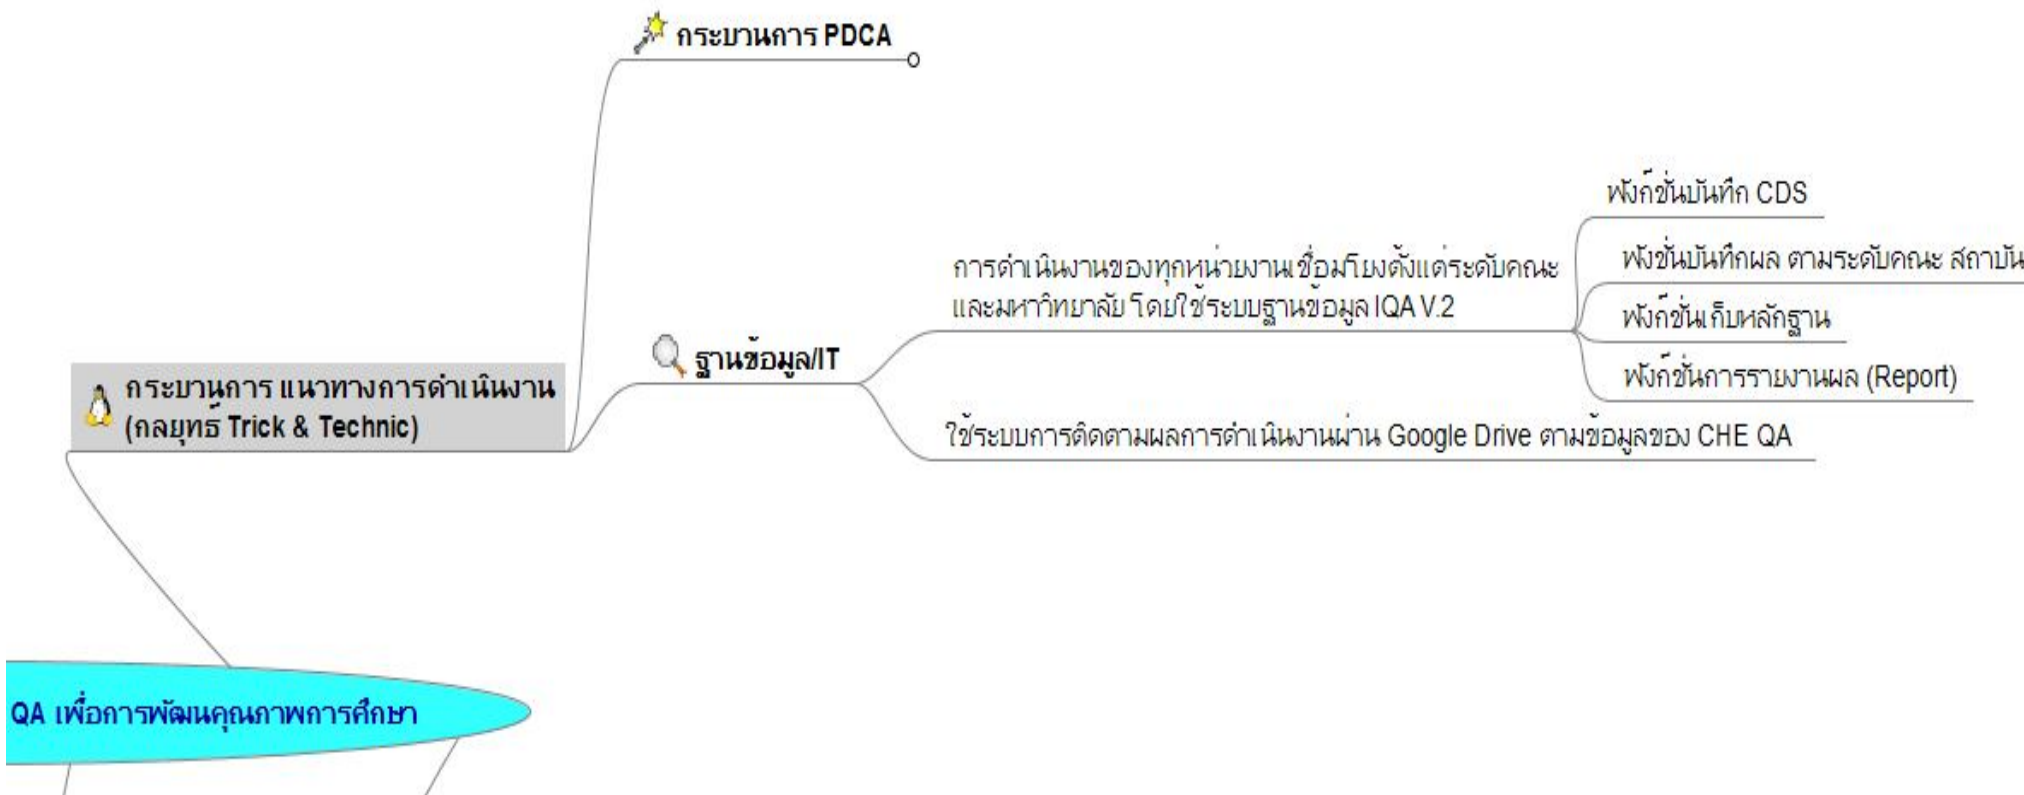 กระบวนการ PDCA
ฟังก์ชั่นบันทึก CDS
การดำเนินงานของทุกหน่ายงานเชื่อมโยงตั้งแต่ระดับคณะ
และมหาวิทยาลัย โดยใช้ระบบฐานข้อมูล IQA V.2
ฟังชั่นบันทึกผล ตามระดับคณะ สถาบัน
ฟังก์ชั่นเก็บหลักฐาน
ฐานข้อมูล/IT
ฟังก์ชั่นการรายงานผล (Report)
กระบวนการ แนวทางการดำเนินงาน
(กลยุทธ์ Trick & Technic)
ใช้ระบบการติดตามผลการดำเนินงานผ่าน Google Drive ตามข้อมูลของ CHE QA
QA เพื่อการพัฒนคุณภาพการศึกษา